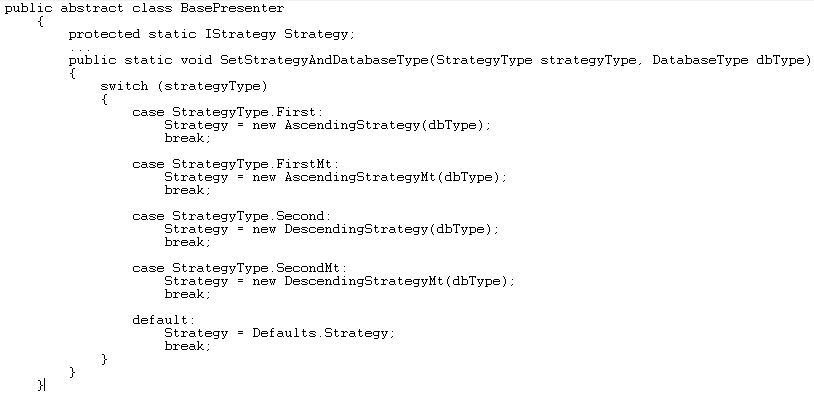 public abstract class BasePresenter
{
protected static IStrategy Strategy;
...
public static void SetStrategyAndDatabaseType(StrategyType strategyType, DatabaseType dbType)
{
switch (strategyType)
{
case StrategyType.First:
Strategy = new AscendingStrategy(dbType);
break;
case StrategyType.FirstMt:
Strategy = new AscendingStrategyMt(dbType);
break;
case StrategyType.Second:
Strategy = new DescendingStrategy(dbType);
break;
case StrategyType.SecondMt:
Strategy = new DescendingStrategyMt(dbType);
break;
default:
Strategy = Defaults.Strategy;
break;
}
}
}